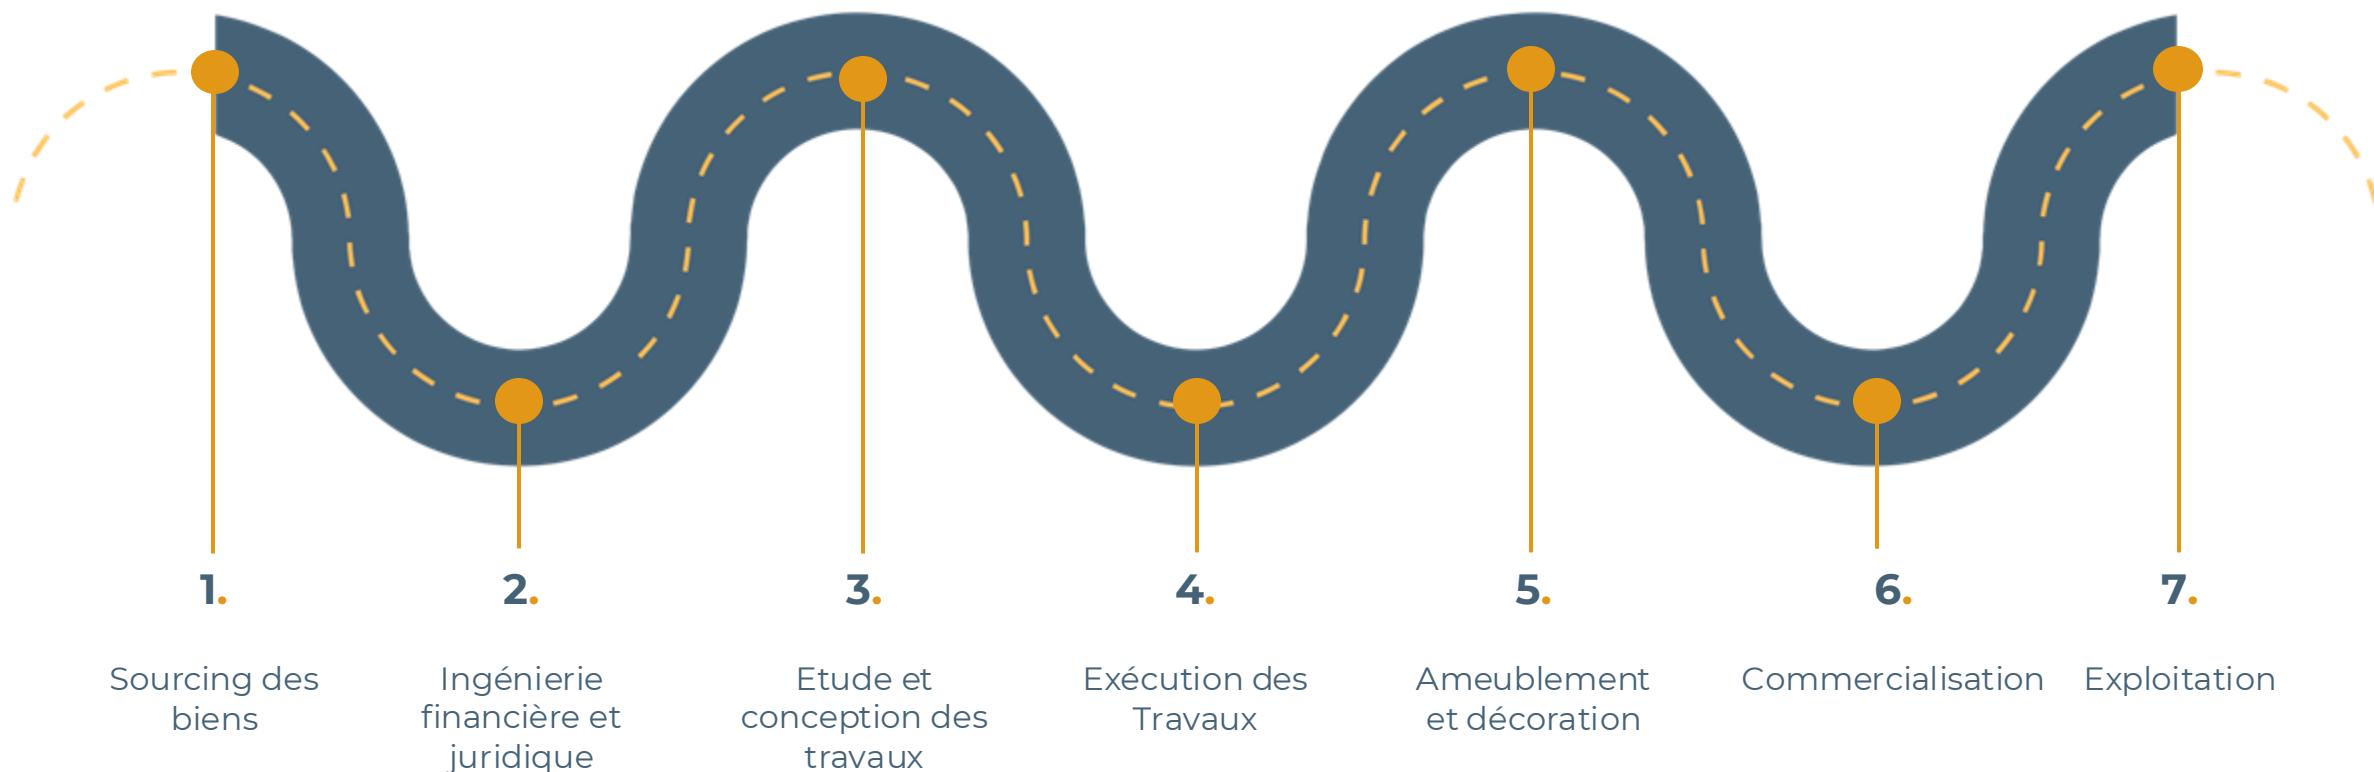 1.
Sourcing des
biens
2.
Ingénierie
financière et
juridique
3.
Etude et
conception des
travaux
4.
Exécution des
Travaux
5.
Ameublement
et décoration
6.
Commercialisation
7.
Exploitation